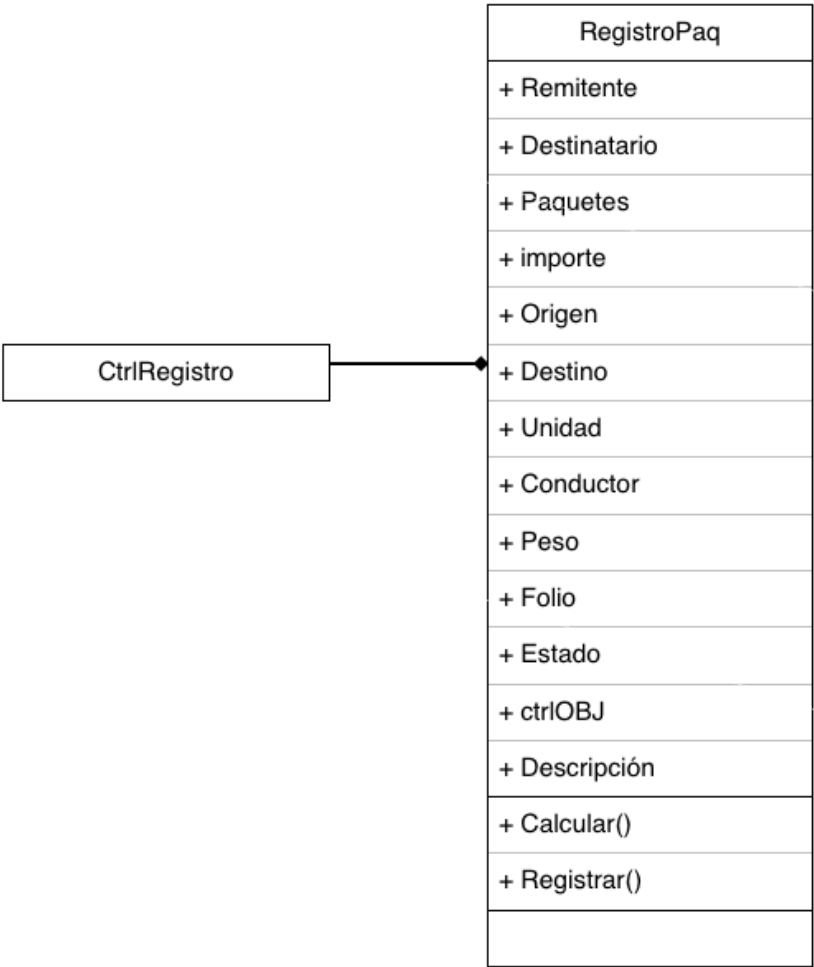 RegistroPaq
+ Remitente
+ Destinatario
+ Paquetes
+ importe
+ Origen
CtrlRegistro
+ Destino
+ Unidad
+ Conductor
+ Peso
+ Folio
+ Estado
+ ctrlOBJ
+ Descripción
+ Calcular()
+ Registrar()